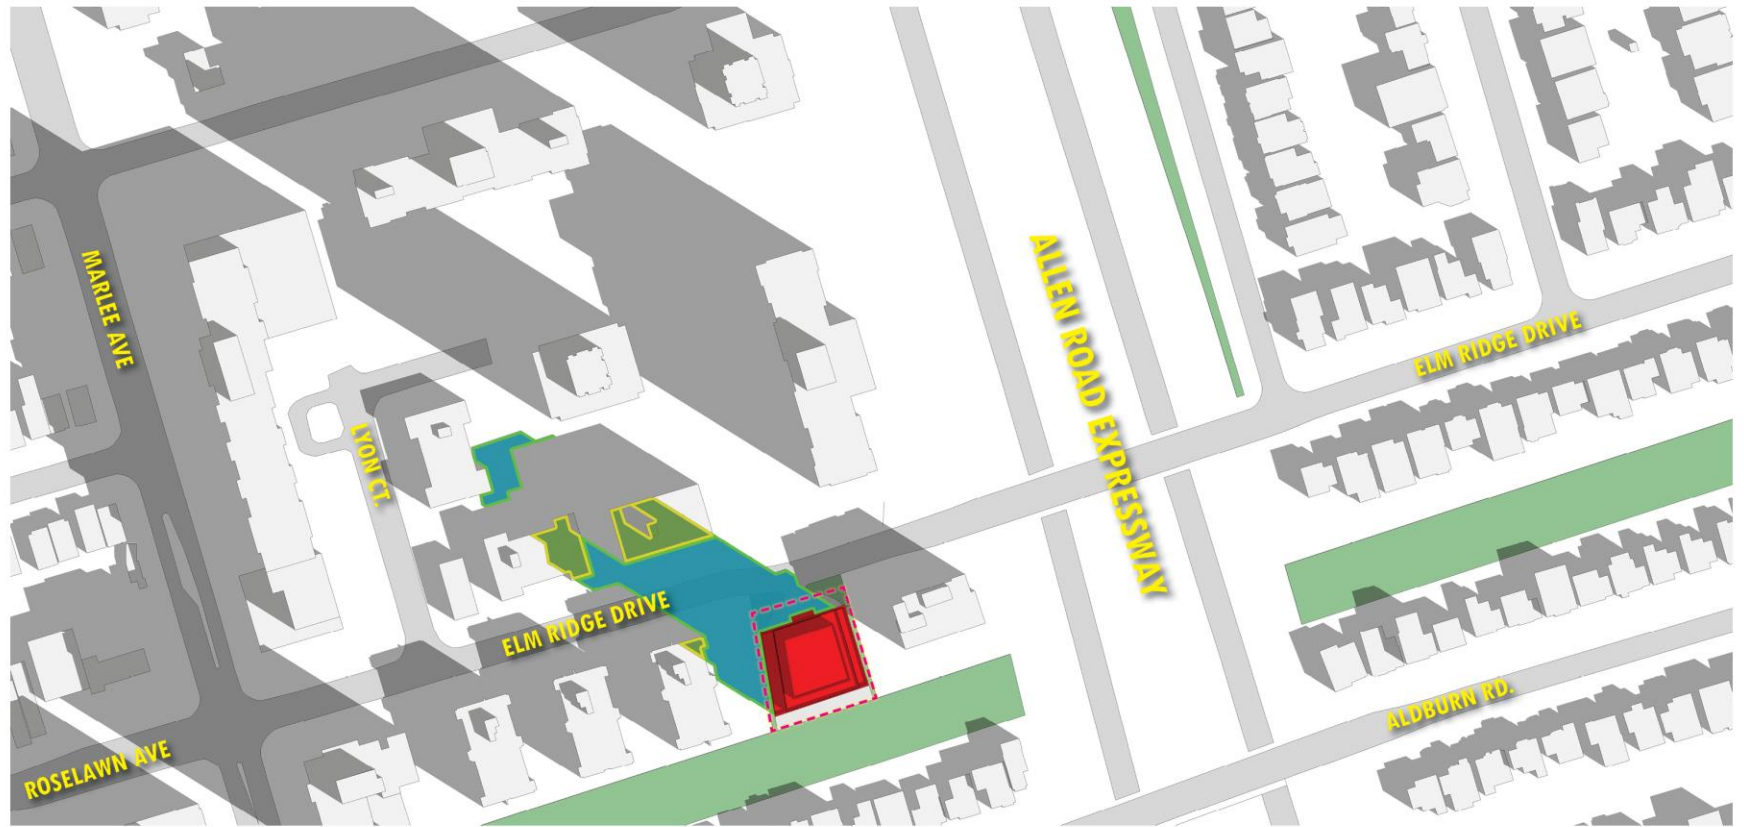 MARLEE AVE
ALLEN ROAD EXPRESSWAY
ELM RIDGE DRIVE
LYON CT.
ELM RIDGE DRIVE
ALDBURN RD.
ROSELAWN AVE